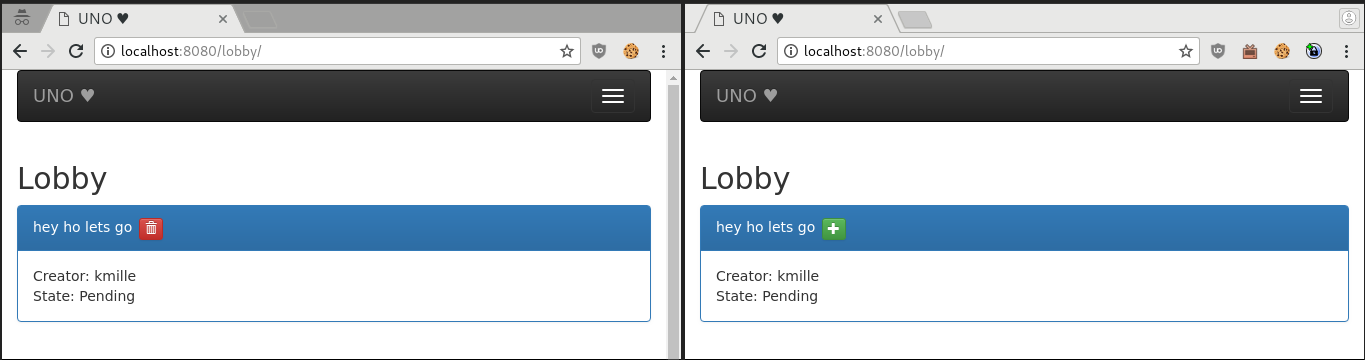 UNO ♥
localhost:8080/lobby/
UNO ♥
Lobby
hey ho lets go
Creator: kmille
State: Pending
UNO ♥
localhost:8080/lobby/
UNO ♥
Lobby
hey ho lets go
Creator: kmille
State: Pending